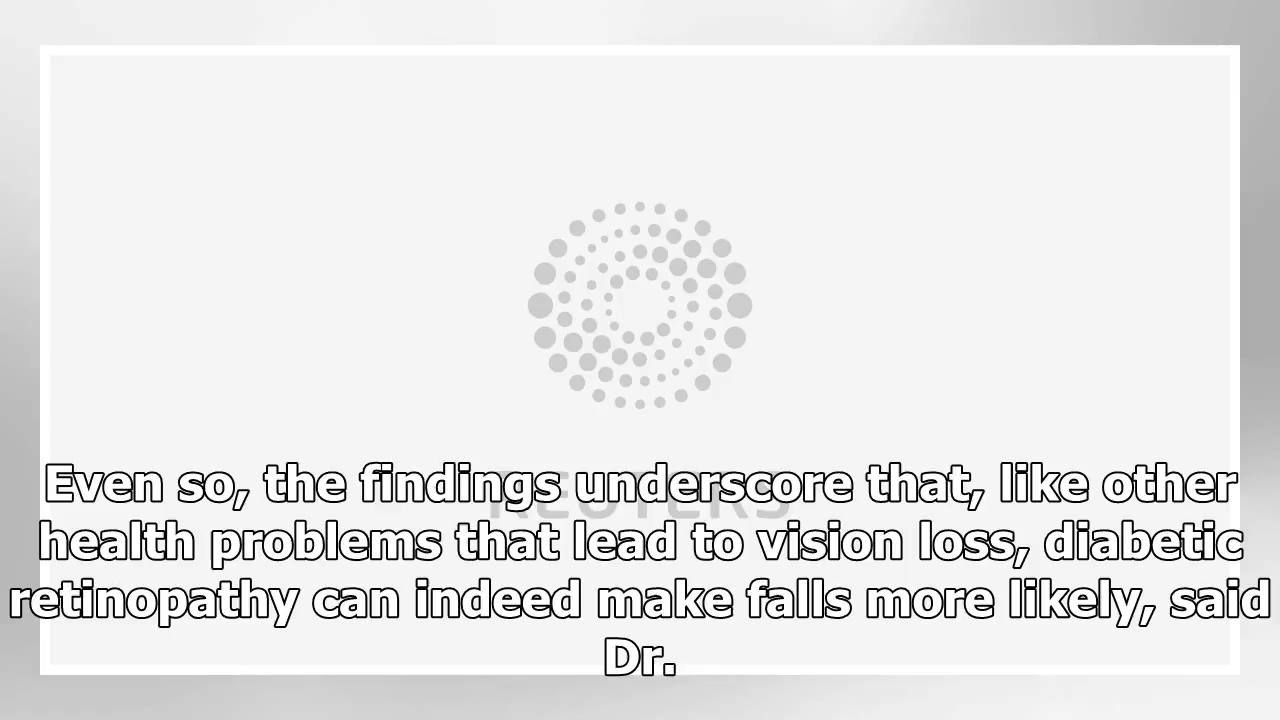 Even so, the findings underscore that, like other
REUTERS
health problems that lead to vision loss, diabetic
retinopathy can indeed make falls more likely, said
Dr.